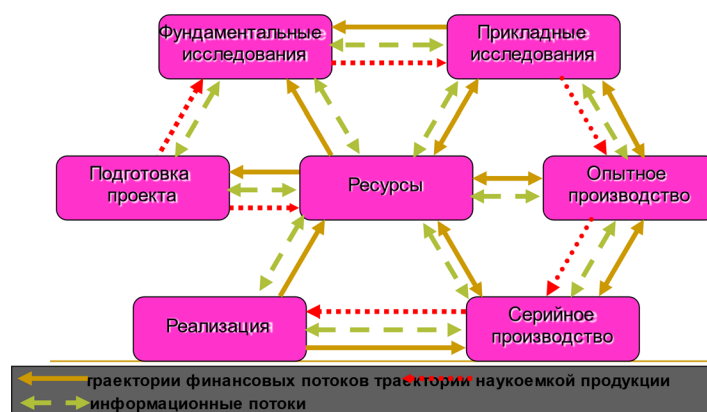 Фундаментальные
исследования
Прикладные
исследования
Подготовка
проекта
Ресурсы
Опытное
производство
Реализация
Серийное
производство
траектории финансовых потоков траектории наукоемкой продукции
информационные потоки